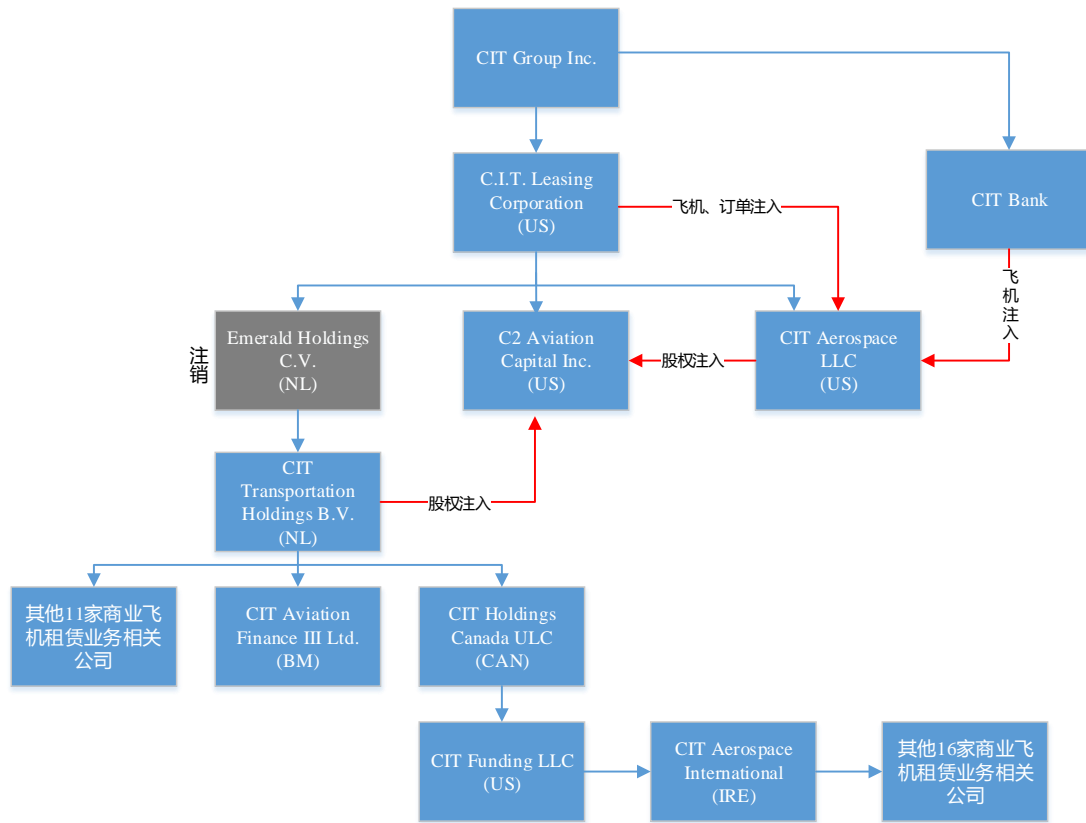 CIT Group Inc.
C.I.T. Leasing
Corporation
(US)
飞机、订单注入
CIT Bank
飞机注入
注销
Emerald Holdings
C.V.
(NL)
C2 Aviation
Capital Inc.
(US)
股权注入
CIT Aerospace
LLC
(US)
CIT
Transportation
Holdings B.V.
(NL)
股权注入
其他11家商业飞
机租赁业务相关
公司
CIT Aviation
Finance III Ltd.
(BM)
CIT Holdings
Canada ULC
(CAN)
CIT Funding LLC
(US)
CIT Aerospace
International
(IRE)
其他16家商业飞
机租赁业务相关
公司